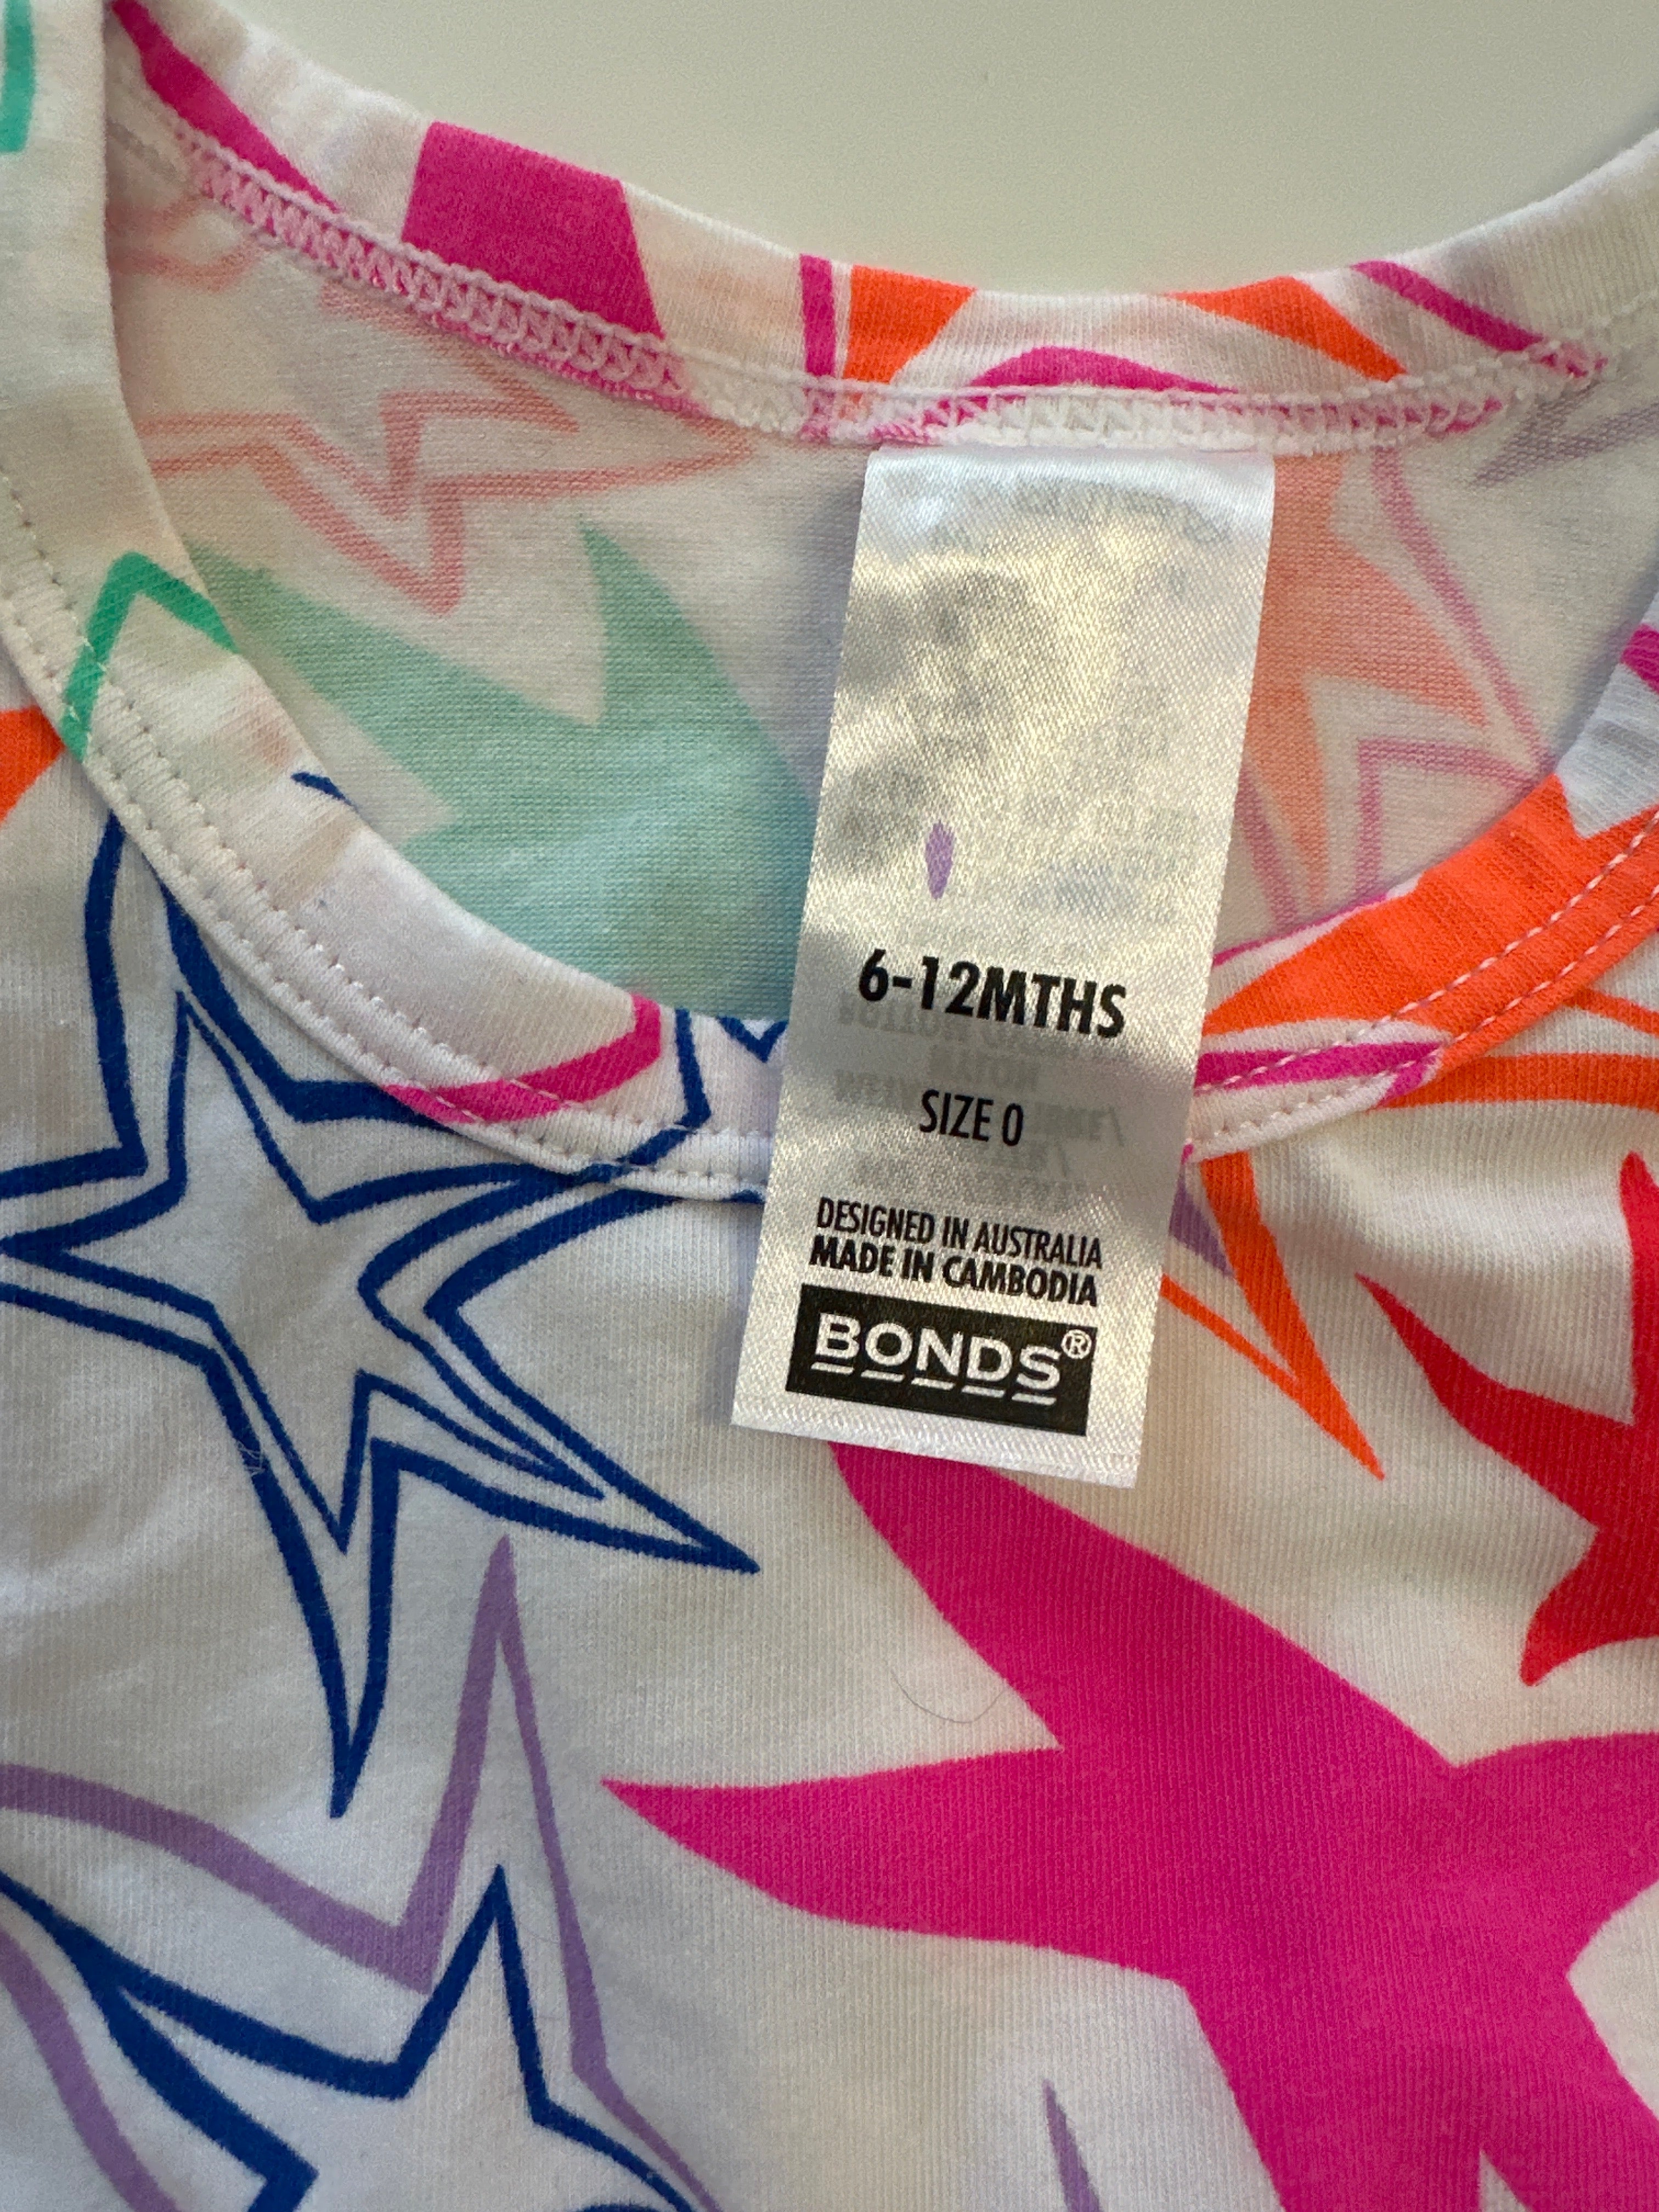 6-12MTHS
SIZE 0
DESIGNED IN AUSTRALIA
MADE IN CAMBODIA
BONDS®